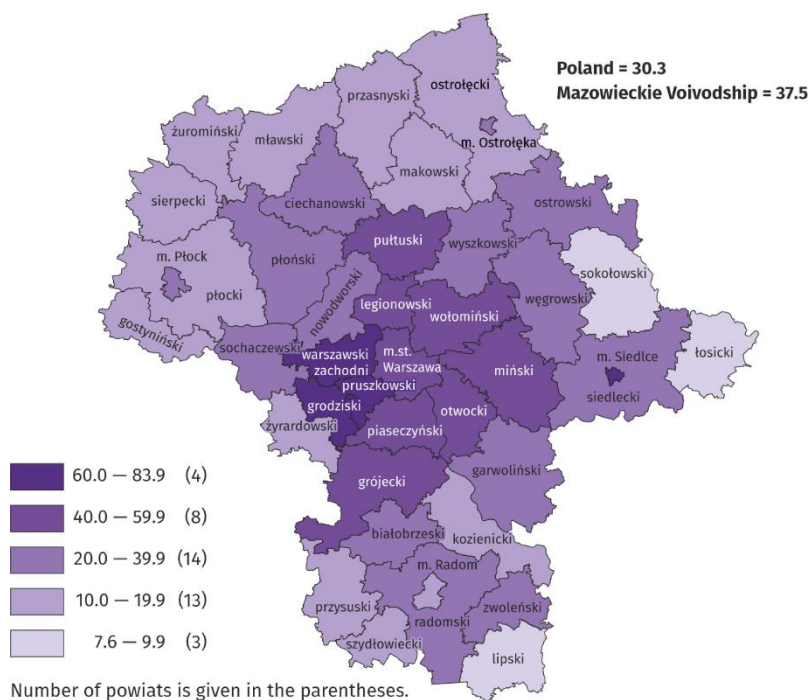 Poland = 30.3
Mazowieckie Voivodship = 37.5
ostrołęcki
przasnyski
żuromiński
mławski
m. Ostrołęka
makowski
sierpecki
ciechanowski
ostrowski
pułtuski
wyszkowski
m. Płock
płoński
sokołowski
płocki
nowodworski
legionowski
węgrowski
wołomiński
gostyniński
sochaczewski
warszawski
zachodni
m.st.
Warszawa
m. Siedlce
łosicki
pruszkowski
miński
siedlecki
grodziski
otwocki
żyrardowski
piaseczyński
garwoliński
grójecki
60.0 — 83.9 (4)
40.0 — 59.9 (8)
białobrzeski
kozienicki
20.0 — 39.9 (14)
m. Radom
10.0 — 19.9 (13)
przysuski
zwoleński
radomski
szydłowiecki
7.6 — 9.9 (3)
lipski
Number of powiats is given in the parentheses.